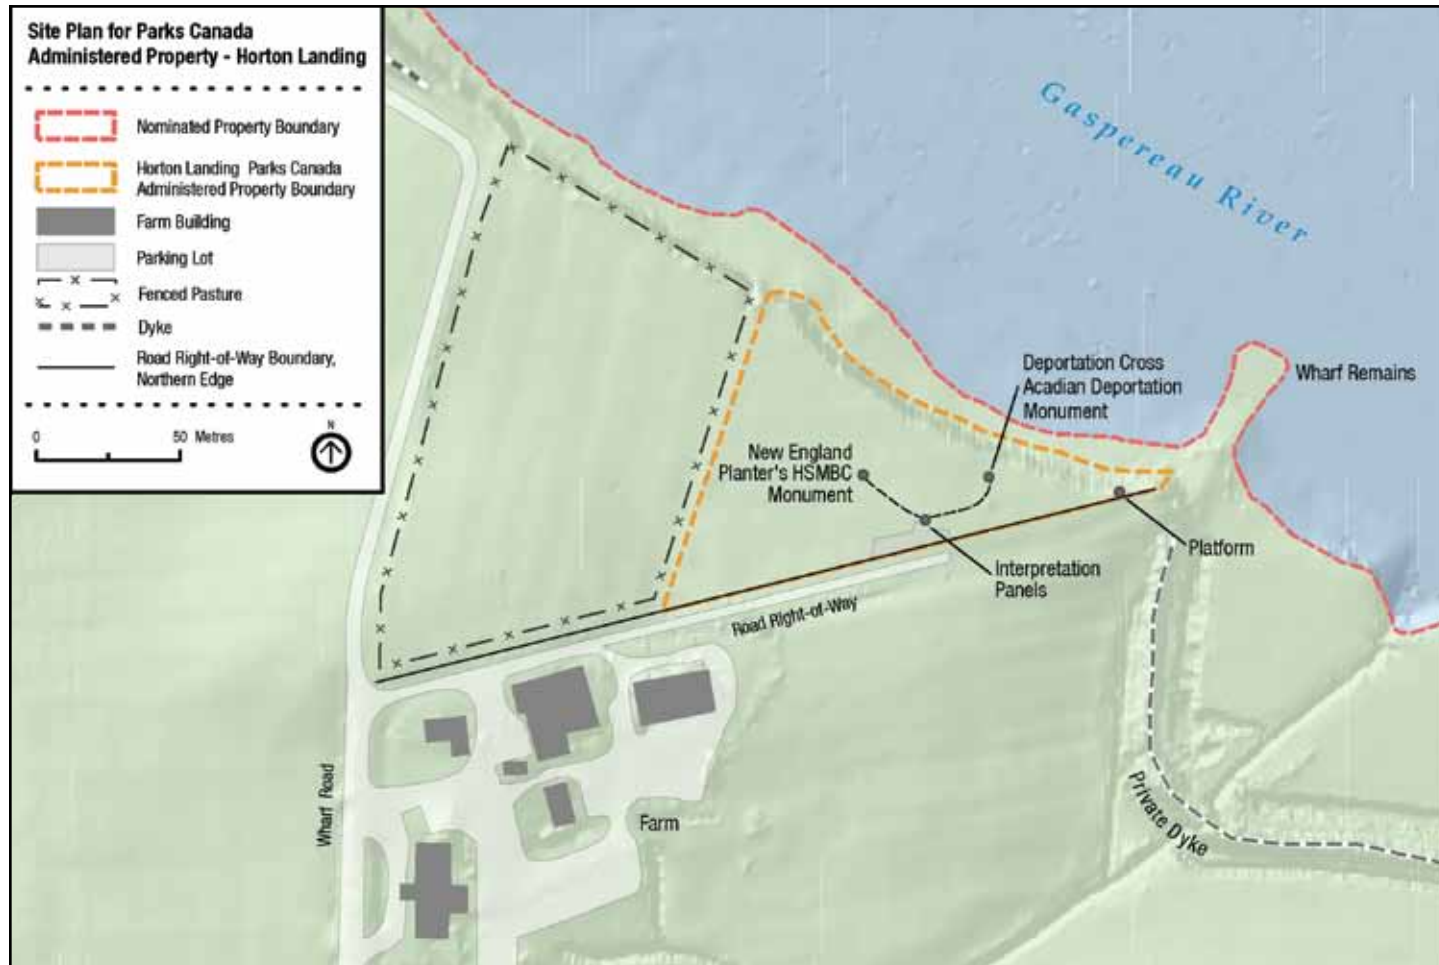 Site Plan for Parks Canada
Administered Property - Horton Landing
Nominated Property Boundary
Horton Landing Parks Canada
Administered Property Boundary
Farm Building
Parking Lot
Fenced Pasture
Dyke
Road Right-of-Way Boundary,
Northern Edge
0 50 Metres
N
Gaspereau River
Wharf Remains
Deportation Cross
Acadian Deportation
Monument
New England
Planter's HSMBC
Monument
Platform
Interpretation
Panels
Road Right-of-Way
Wharf Road
Farm
Private Dyke